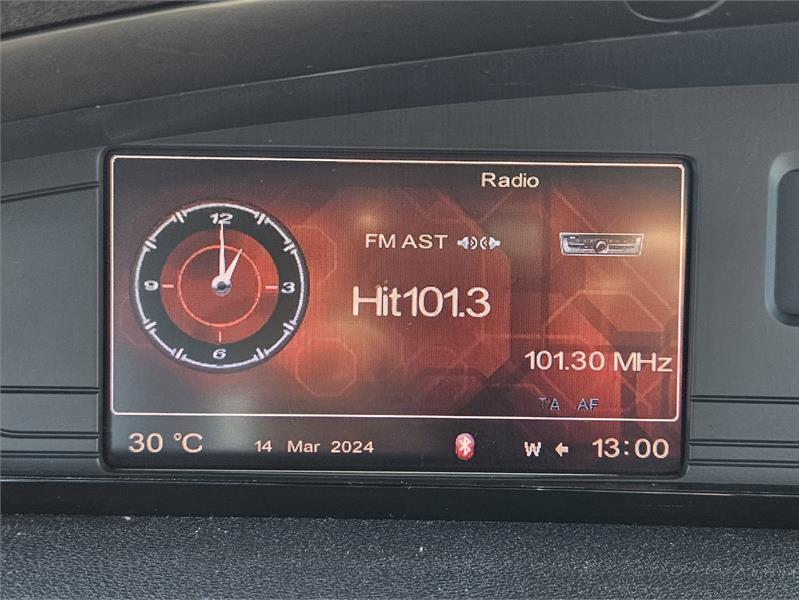 Radio
12
9
3
6
FM AST
Hit101.3
101.30 MHz
TA AF
30 °C 14 Mar 2024 W 13:00